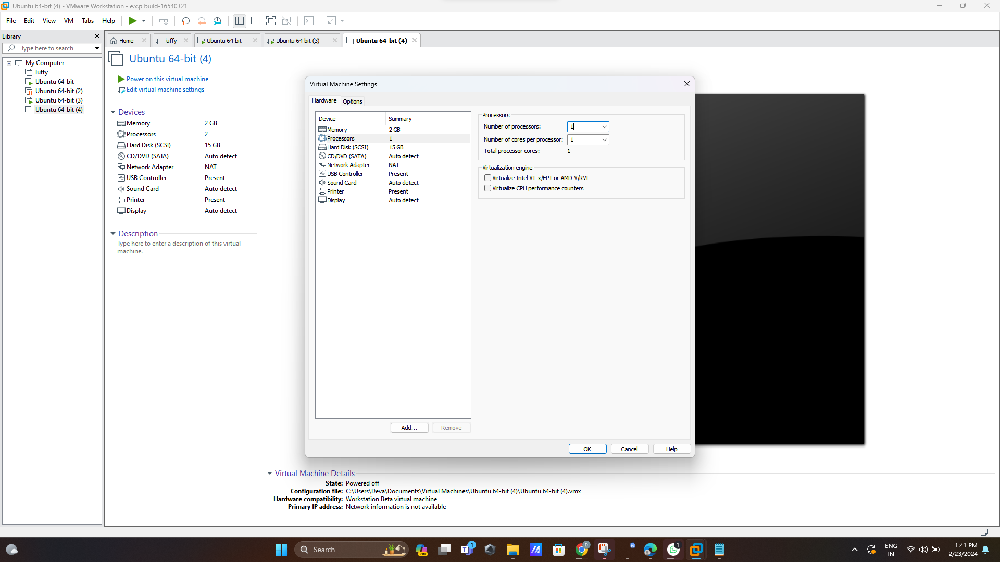 Ubuntu 64-bit (4) - VMware Workstation - e.x.p build-16540321
File Edit View VM Tabs Help
Library
Type here to search
My Computer
luffy
Ubuntu 64-bit
Ubuntu 64-bit (2)
Ubuntu 64-bit (3)
Ubuntu 64-bit (4)
Home luffy Ubuntu 64-bit Ubuntu 64-bit (3) Ubuntu 64-bit (4)
Ubuntu 64-bit (4)
Power on this virtual machine
Edit virtual machine settings
Devices
Memory 2 GB
Processors 2
Hard Disk (SCSI) 15 GB
CD/DVD (SATA) Auto detect
Network Adapter NAT
USB Controller Present
Sound Card Auto detect
Printer Present
Display Auto detect
Description
Type here to enter a description of this virtual
machine.
Virtual Machine Settings
Hardware Options
Device Summary
Memory 2 GB
Processors 1
Hard Disk (SCSI) 15 GB
CD/DVD (SATA) Auto detect
Network Adapter NAT
USB Controller Present
Sound Card Auto detect
Printer Present
Display Auto detect
Add... Remove
Processors
Number of processors: 1
Number of cores per processor: 1
Total processor cores: 1
Virtualization engine
Virtualize Intel VT-x/EPT or AMD-V/RVI
Virtualize CPU performance counters
OK Cancel Help
Virtual Machine Details
State: Powered off
Configuration file: C:\Users\Deva\Documents\Virtual Machines\Ubuntu 64-bit (4)\Ubuntu 64-bit (4).vmx
Hardware compatibility: Workstation Beta virtual machine
Primary IP address: Network information is not available
Search
PRE
T 1
D
W
1
ENG
IN
1:41 PM
2/23/2024